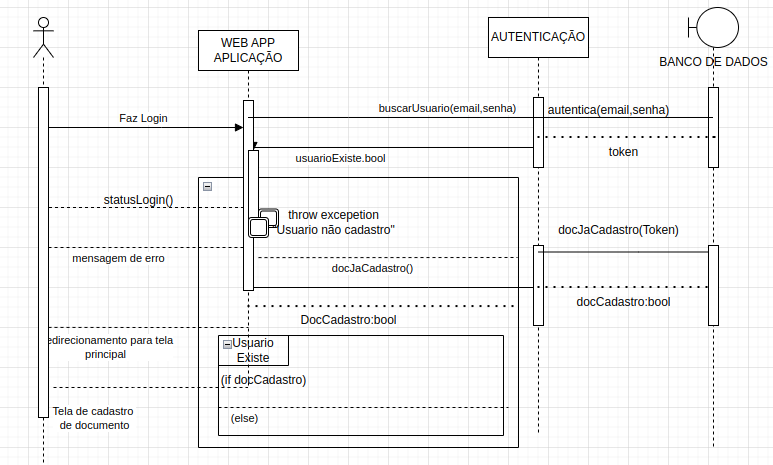 WEB APP
APLICAÇÃO
AUTENTICAÇÃO
BANCO DE DADOS
Faz Login
buscarUsuario(email,senha)
autentica(email,senha)
usuarioExiste.bool
token
statusLogin()
throw excepetion
Usuario não cadastro"
mensagem de erro
docJaCadastro()
docJaCadastro(Token)
docCadastro:bool
DocCadastro:bool
edirecionamento para tela
principal
Usuario
Existe
(if docCadastro)
Tela de cadastro
de documento
(else)